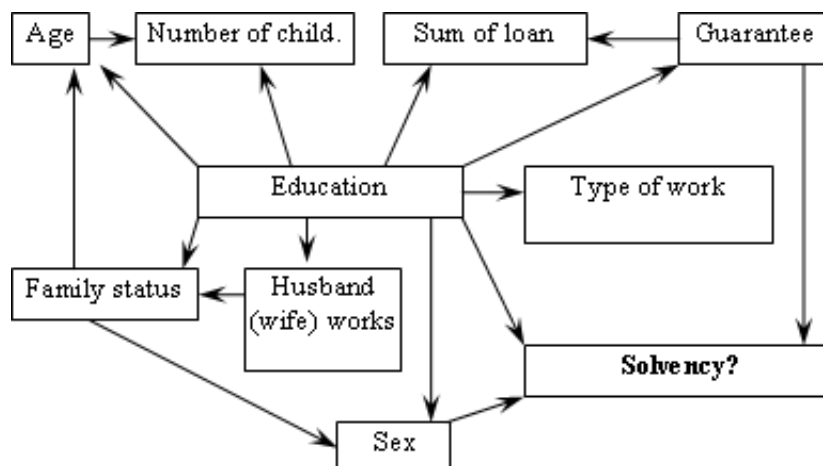 Age
Number of child.
Sum of loan
Guarantee
Education
Type of work
Family status
Husband
(wife) works
Solvency?
Sex